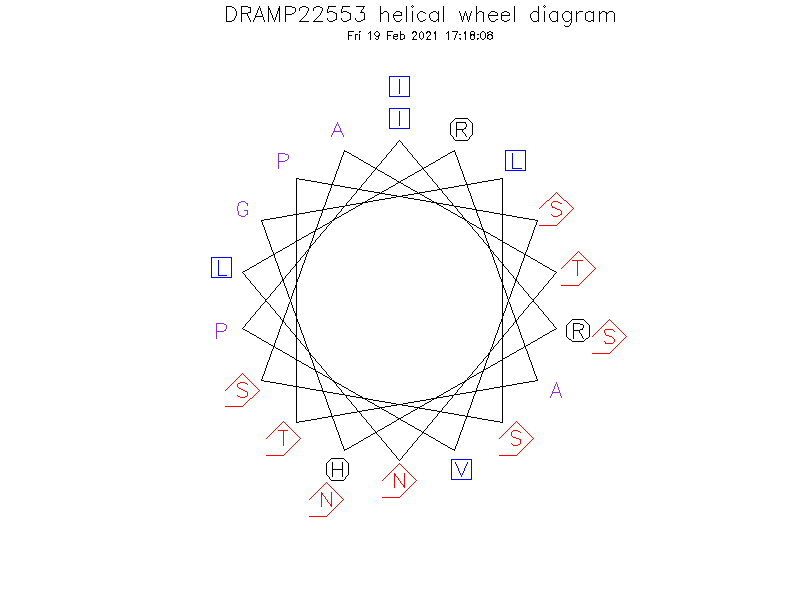 DRAMP22553 helical wheel diagram
Fri 19 Feb 2021 17:18:08
I
I
A R
P L
G S
L T
P R S
S A
T S
H N V
N